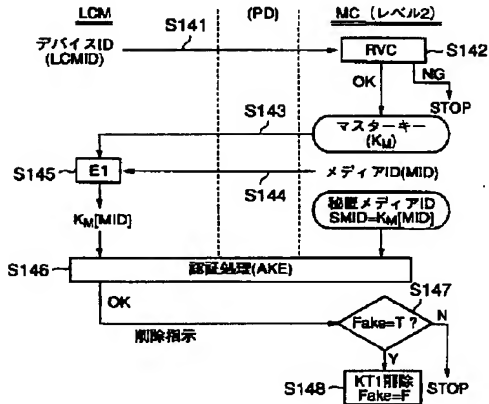 LCM
(PD)
MC (レベル2)
S141
デバイスID
(LCMID)
RVC
S142
OK
NG
STOP
S143
マスターキー
(KM)
S145
E1
S144
メディアID(MID)
KM[MID]
秘匿メディアID
SMID=KM[MID]
S146
認証処理(AKE)
OK
S147
削除指示
Fake=T ?
N
Y
S148
KT1削除
Fake=F
STOP